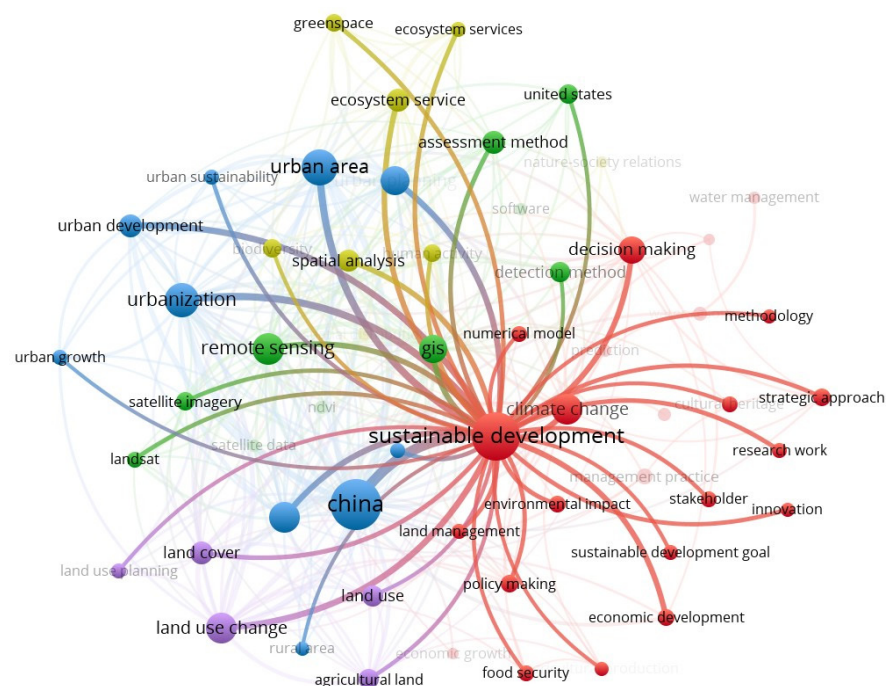 greenspace
ecosystem services
ecosystem service
united states
assessment method
nature-society relations
urban area
urban sustainability
water management
software
urban development
biodiversity
human activity
decision making
spatial analysis
detection method
urbanization
methodology
numerical model
remote sensing
gis
prediction
urban growth
strategic approach
satellite imagery
ndvi
climate change
cultural heritage
sustainable development
satellite data
research work
landsat
management practice
china
environmental impact
stakeholder
innovation
land management
land cover
sustainable development goal
land use planning
policy making
land use
economic development
land use change
rural area
economic growth
food security
agricultural land